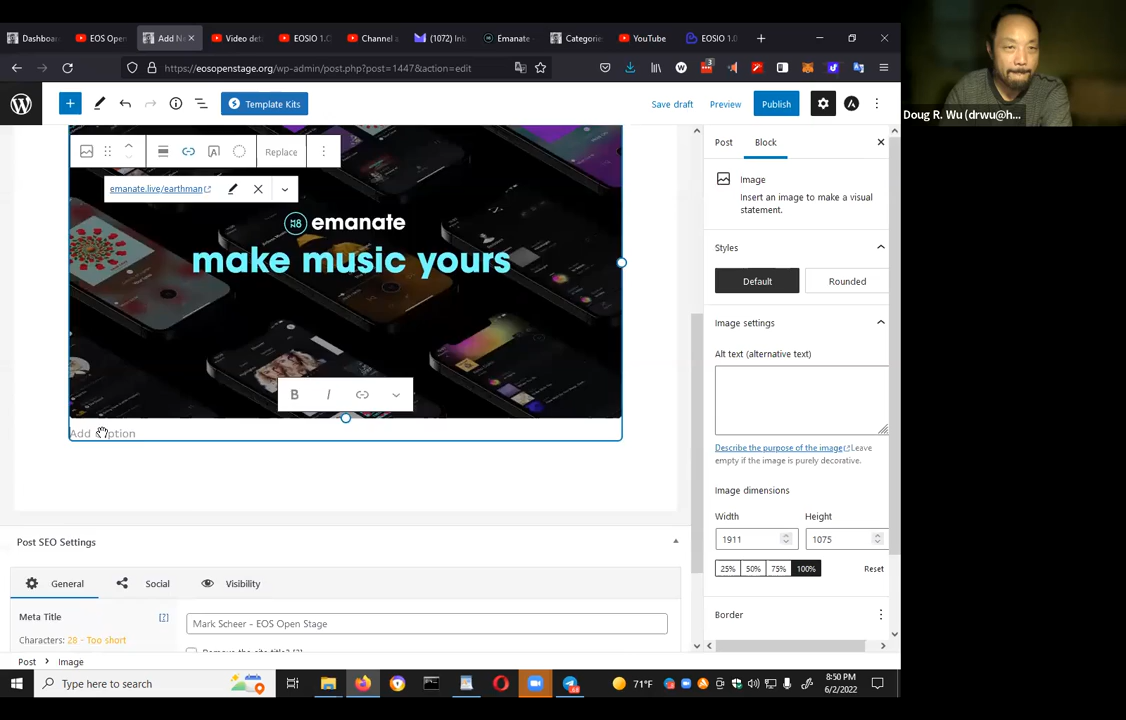 Dashboa
EOS Open
Add N
Video det
EOSIO 1.0
Channel a
(1072) Inb
Emanate -
Categorie
YouTube
EOSIO 1.0
https://eosopenstage.org/wp-admin/post.php?post=1447&action=edit
3
Doug R. Wu (drwu@h...
Template Kits
Save draft
Preview
Publish
Replace
Post
Block
emanate.live/earthman
Image
Insert an image to make a visual
statement.
emanate
make music yours
Styles
Default
Rounded
Image settings
Alt text (alternative text)
B
I
Add
Describe the purpose of the image
Leave
empty if the image is purely decorative.
Image dimensions
Width
Height
1911
1075
25%
50%
75%
100%
Reset
Post SEO Settings
General
Social
Visibility
Border
Meta Title
[?]
Mark Scheer - EOS Open Stage
Characters: 28 - Too short
Post
Image
Type here to search
71°F
8:50 PM
6/2/2022